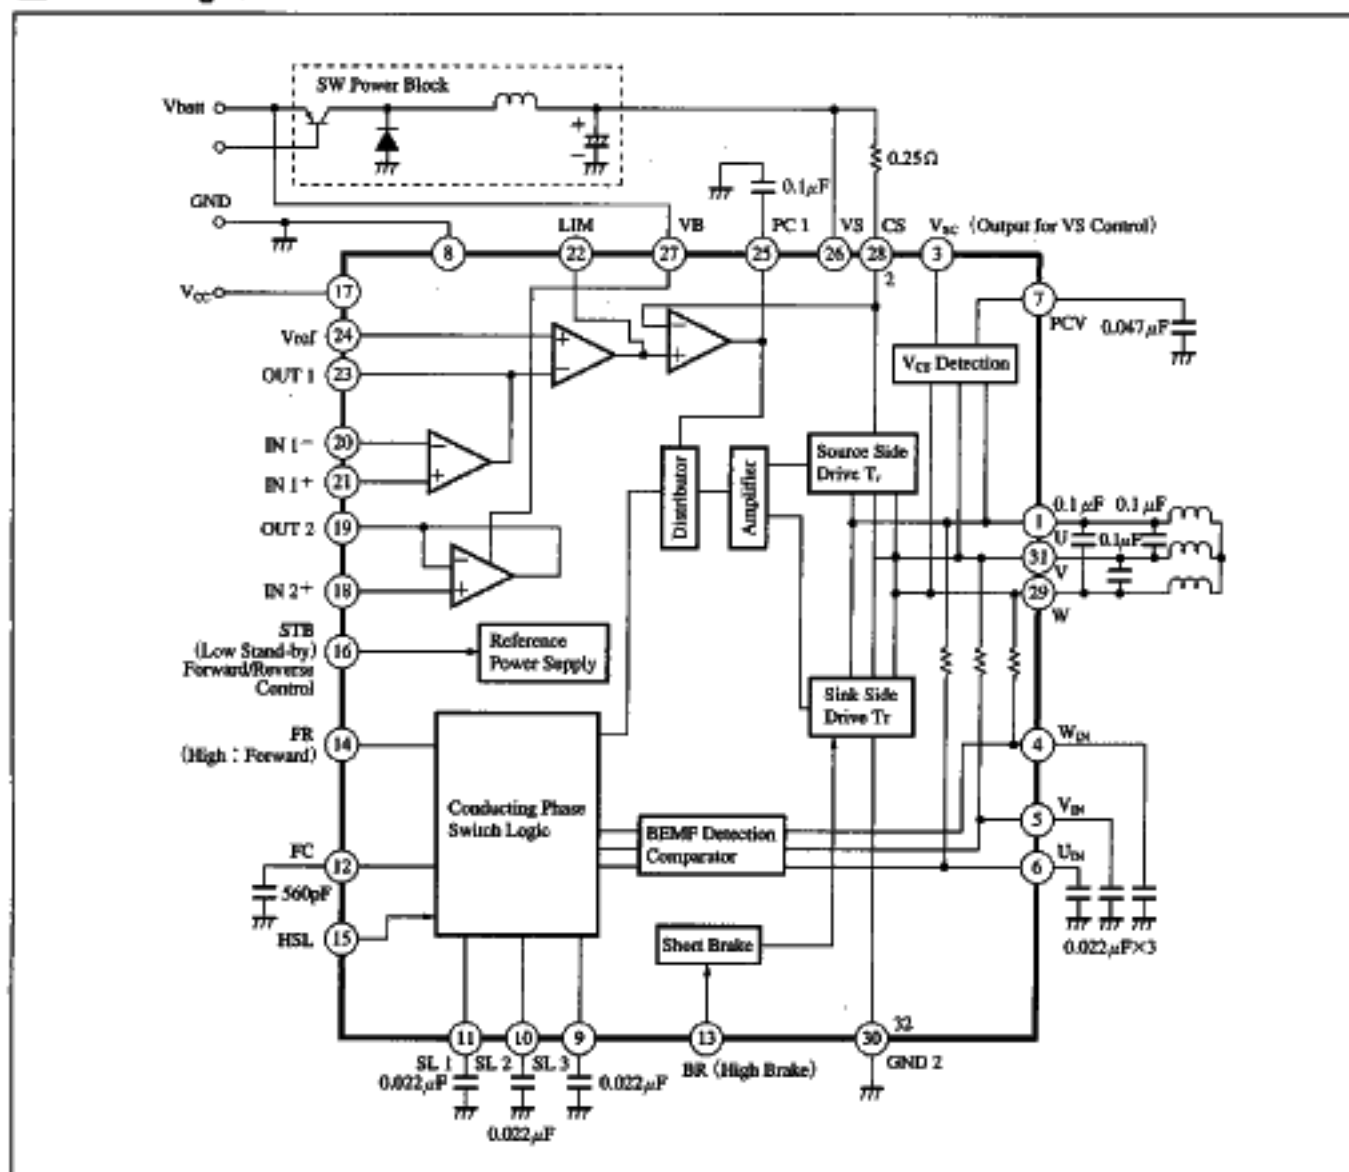 SW Power Block
Vbatt
+
−
0.25Ω
0.1μF
GND
LIM
VB
PC 1
VS
CS
VRC (Output for VS Control)
8
22
27
25
26
28
3
2
VCC
17
7
PCV
0.047μF
Vref
24
+
−
−
+
OUT 1
23
VCE Detection
IN 1−
20
−
IN 1+
21
+
Source Side
Drive Tr
Distributor
Amplifier
OUT 2
19
1
0.1μF
0.1μF
U
0.1μF
31
V
−
+
IN 2+
18
29
W
STB
(Low Stand-by)
16
Forward/Reverse
Control
Reference
Power Supply
Sink Side
Drive Tr
FR
14
(High : Forward)
4
WIN
Conducting Phase
Switch Logic
BEMF Detection
Comparator
5
VIN
FC
12
6
UIN
560pF
HSL
15
Short Brake
0.022μF×3
11
10
9
13
30
32
SL 1
SL 2
SL 3
BR (High Brake)
GND 2
0.022μF
0.022μF
0.022μF